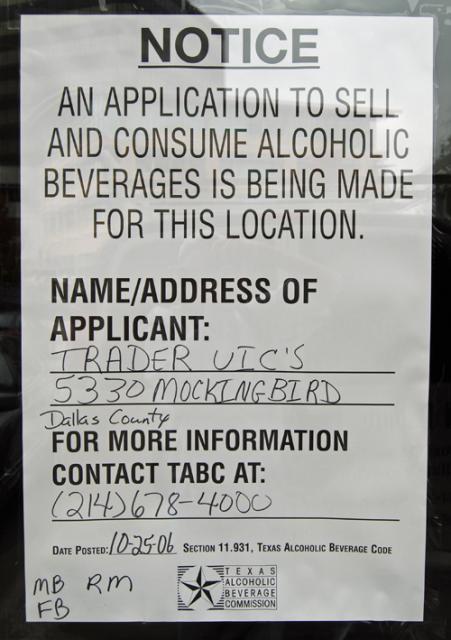 NOTICE
AN APPLICATION TO SELL
AND CONSUME ALCOHOLIC
BEVERAGES IS BEING MADE
FOR THIS LOCATION.
NAME/ADDRESS OF
APPLICANT:
TRADER VIC'S
5330 MOCKINGBIRD
Dallas County
FOR MORE INFORMATION
CONTACT TABC AT:
(214)678-4000
DATE POSTED: 10-25-06 SECTION 11.931, TEXAS ALCOHOLIC BEVERAGE CODE
MB RM
FB
TEXAS
ALCOHOLIC
BEVERAGE
COMMISSION